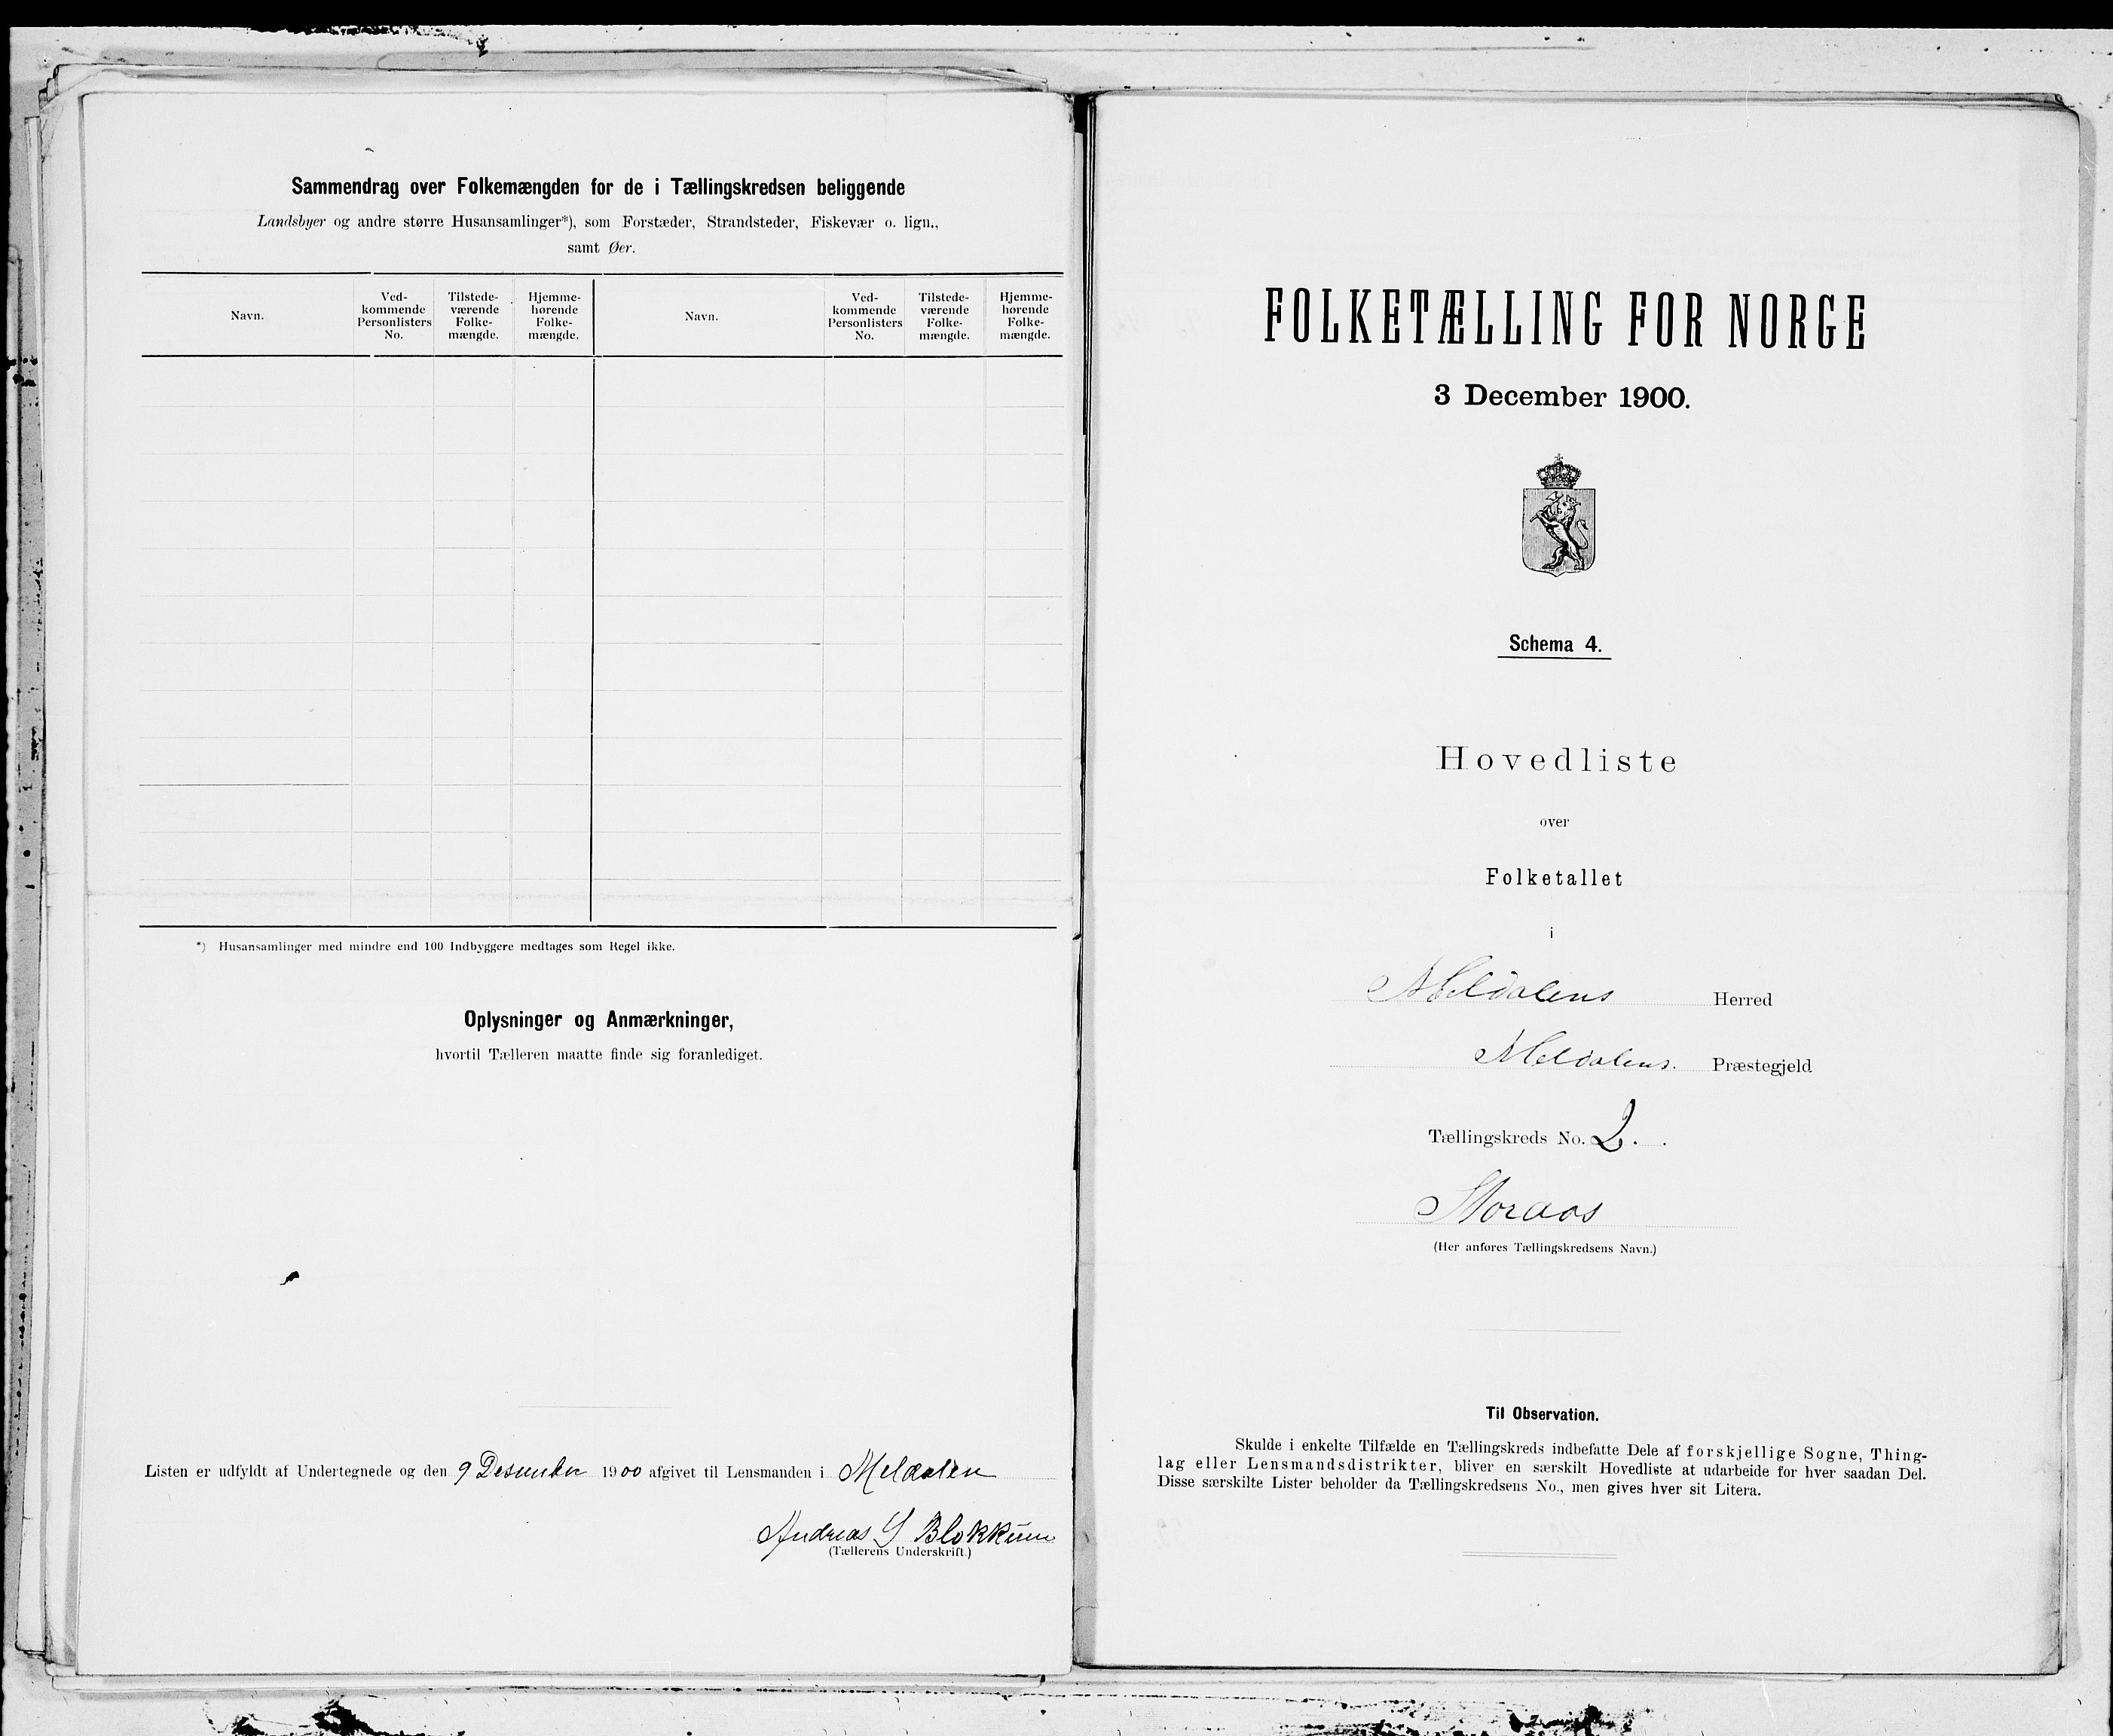 Sammendrag over Folkemængden for de i Tællingskredsen beliggende
Landsbyer og andre større Husansamlinger*), som Forstæder, Strandsteder, Fiskevær o. lign.,
samt Øer.
Navn.
Ved-
kommende
Personlisters
No.
Tilstede-
værende
Folke-
mængde.
Hjemme-
hørende
Folke-
mængde.
Navn.
Ved-
kommende
Personlisters
No.
Tilstede-
værende
Folke-
mængde.
Hjemme-
hørende
Folke-
mængde.
*) Husansamlinger med mindre end 100 Indbyggere medtages som Regel ikke.
Oplysninger og Anmærkninger,
hvortil Tælleren maatte finde sig foranlediget.
Listen er udfyldt af Undertegnede og den 9 Desember 1900 afgivet til Lensmanden i Meldalen
Andreas S Blokkum
(Tællerens Underskrift.)
FOLKETÆLLING FOR NORGE
3 December 1900.
Schema 4.
Hovedliste
over
Folketallet
i
Meldalens Herred
Meldalens. Præstegjeld
Tællingskreds No. 2.
Storaas
(Her anføres Tællingskredsens Navn.)
Til Observation.
Skulde i enkelte Tilfælde en Tællingskreds indbefatte Dele af forskjellige Sogne, Thing-
lag eller Lensmandsdistrikter, bliver en særskilt Hovedliste at udarbeide for hver saadan Del.
Disse særskilte Lister beholder da Tællingskredsens No., men gives hver sit Litera.